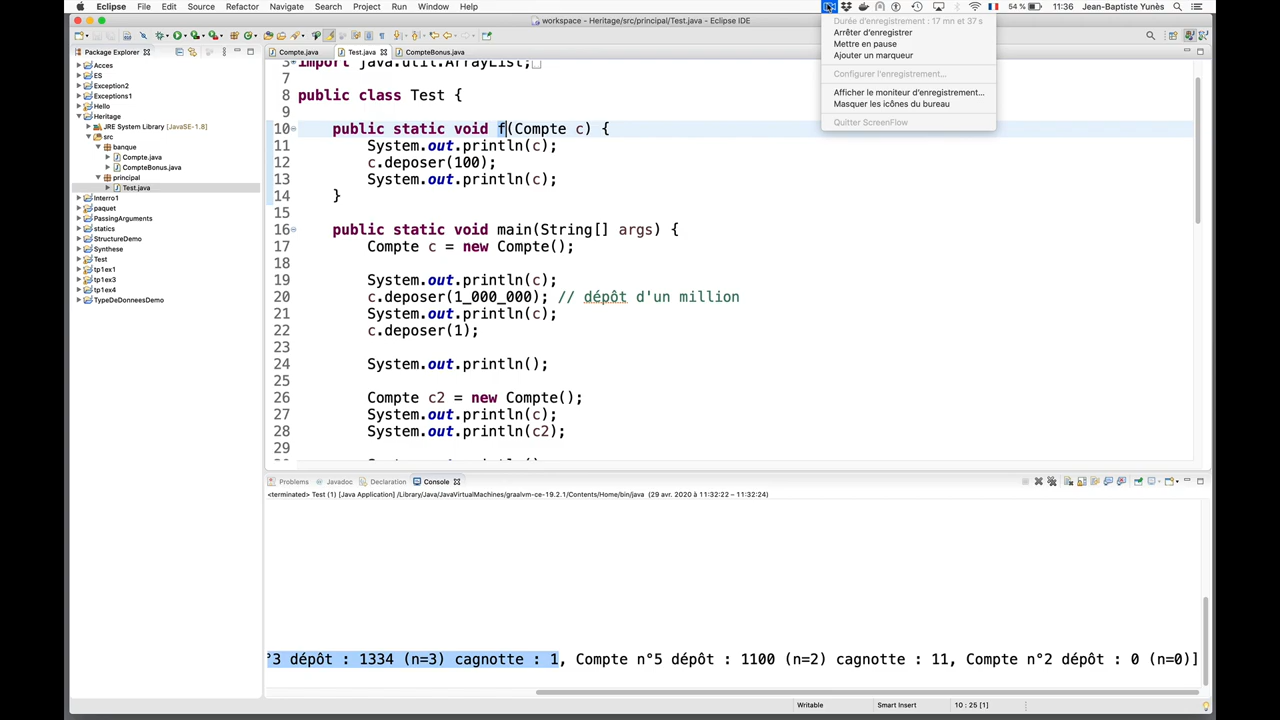 Eclipse File Edit Source Refactor Navigate Search Project Run Window Help 54 % 11:36 Jean-Baptiste Yunès
workspace - Heritage/src/principal/Test.java - Eclipse IDE
Durée d'enregistrement : 17 mn et 37 s
Arrêter d'enregistrer
Mettre en pause
Ajouter un marqueur
Configurer l'enregistrement...
Afficher le moniteur d'enregistrement...
Masquer les icônes du bureau
Quitter ScreenFlow
Package Explorer
Acces
ES
Exception2
Exceptions1
Hello
Heritage
JRE System Library [JavaSE-1.8]
src
banque
Compte.java
CompteBonus.java
principal
Test.java
Interro1
paquet
PassingArguments
statics
StructureDemo
Synthese
Test
tp1ex1
tp1ex3
tp1ex4
TypeDeDonneesDemo
Compte.java Test.java CompteBonus.java
3 import java.util.ArrayList;
7
8 public class Test {
9
10 public static void f(Compte c) {
11 System.out.println(c);
12 c.deposer(100);
13 System.out.println(c);
14 }
15
16 public static void main(String[] args) {
17 Compte c = new Compte();
18
19 System.out.println(c);
20 c.deposer(1_000_000); // dépôt d'un million
21 System.out.println(c);
22 c.deposer(1);
23
24 System.out.println();
25
26 Compte c2 = new Compte();
27 System.out.println(c);
28 System.out.println(c2);
29
Problems Javadoc Declaration Console
<terminated> Test (1) [Java Application] /Library/Java/JavaVirtualMachines/graalvm-ce-19.2.1/Contents/Home/bin/java (29 avr. 2020 à 11:32:22 – 11:32:24)
°3 dépôt : 1334 (n=3) cagnotte : 1, Compte n°5 dépôt : 1100 (n=2) cagnotte : 11, Compte n°2 dépôt : 0 (n=0)]
Writable Smart Insert 10 : 25 [1]